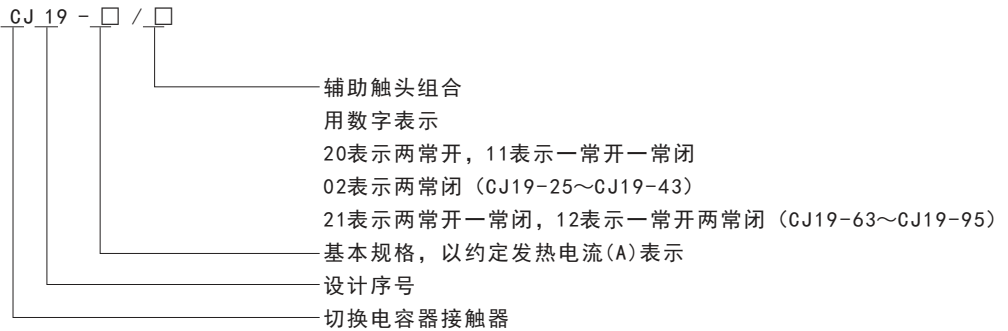 CJ 19 - □ / □
辅助触头组合
用数字表示
20表示两常开，11表示一常开一常闭
02表示两常闭（CJ19-25～CJ19-43）
21表示两常开一常闭，12表示一常开两常闭（CJ19-63～CJ19-95）
基本规格，以约定发热电流(A)表示
设计序号
切换电容器接触器